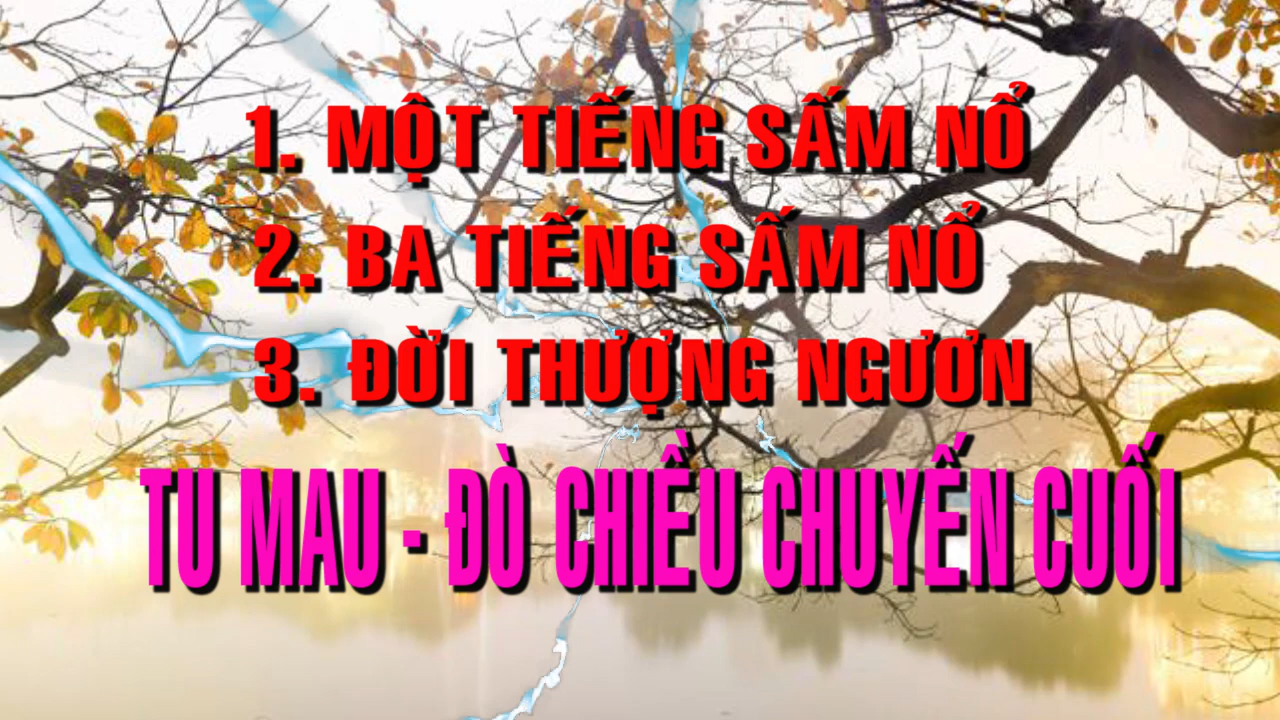 1. MỘT TIẾNG SẤM NỔ
2. BA TIẾNG SẤM NỔ
3. ĐỜI THƯỢNG NGƯƠN
TU MAU - ĐÒ CHIỀU CHUYẾN CUỐI